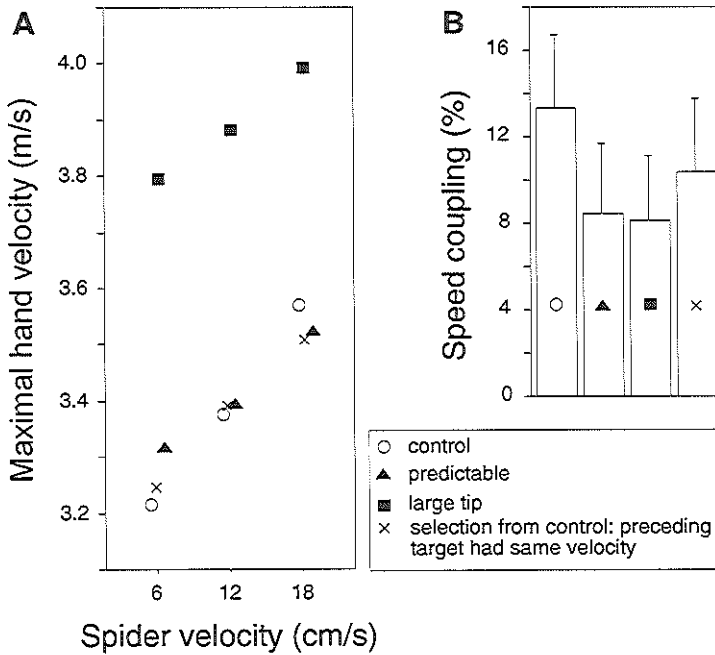 A
Maximal hand velocity (m/s)
4.0
3.8
3.6
3.4
3.2
6 12 18
Spider velocity (cm/s)
B
Speed coupling (%)
16
12
8
4
0
control
predictable
large tip
selection from control: preceding
target had same velocity